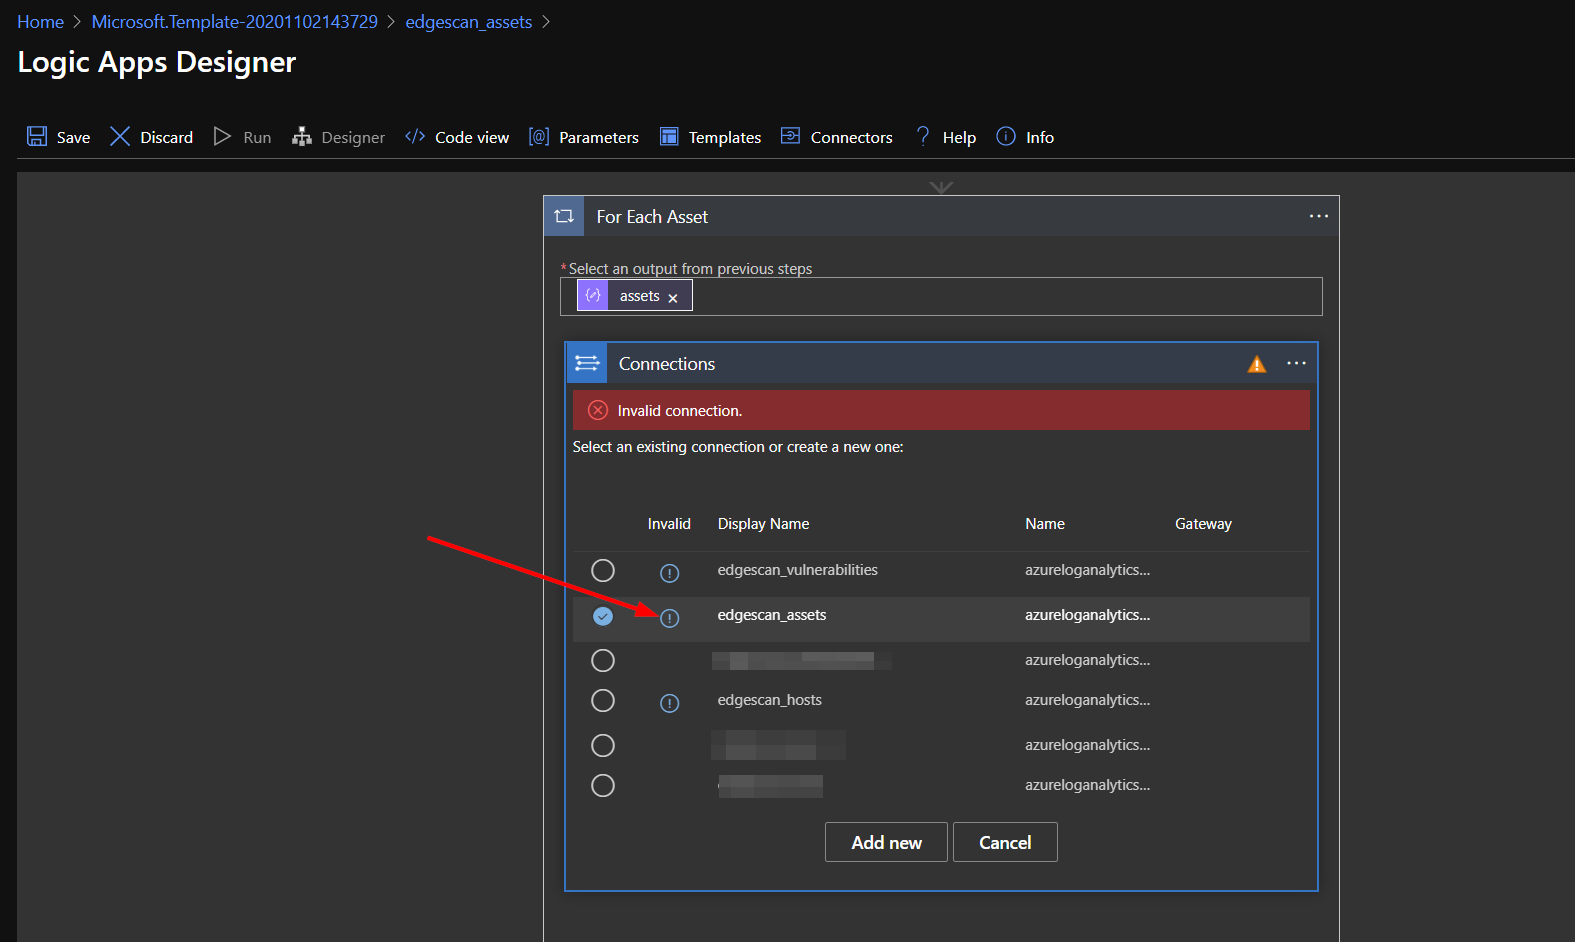 Home > Microsoft.Template-20201102143729 > edgescan_assets >
Logic Apps Designer
Save Discard Run Designer </> Code view [@] Parameters Templates Connectors ? Help Info
For Each Asset ...
*Select an output from previous steps
assets ×
Connections ...
Invalid connection.
Select an existing connection or create a new one:
Invalid Display Name Name Gateway
edgescan_vulnerabilities azureloganalytics...
edgescan_assets azureloganalytics...
azureloganalytics...
edgescan_hosts azureloganalytics...
azureloganalytics...
azureloganalytics...
Add new Cancel